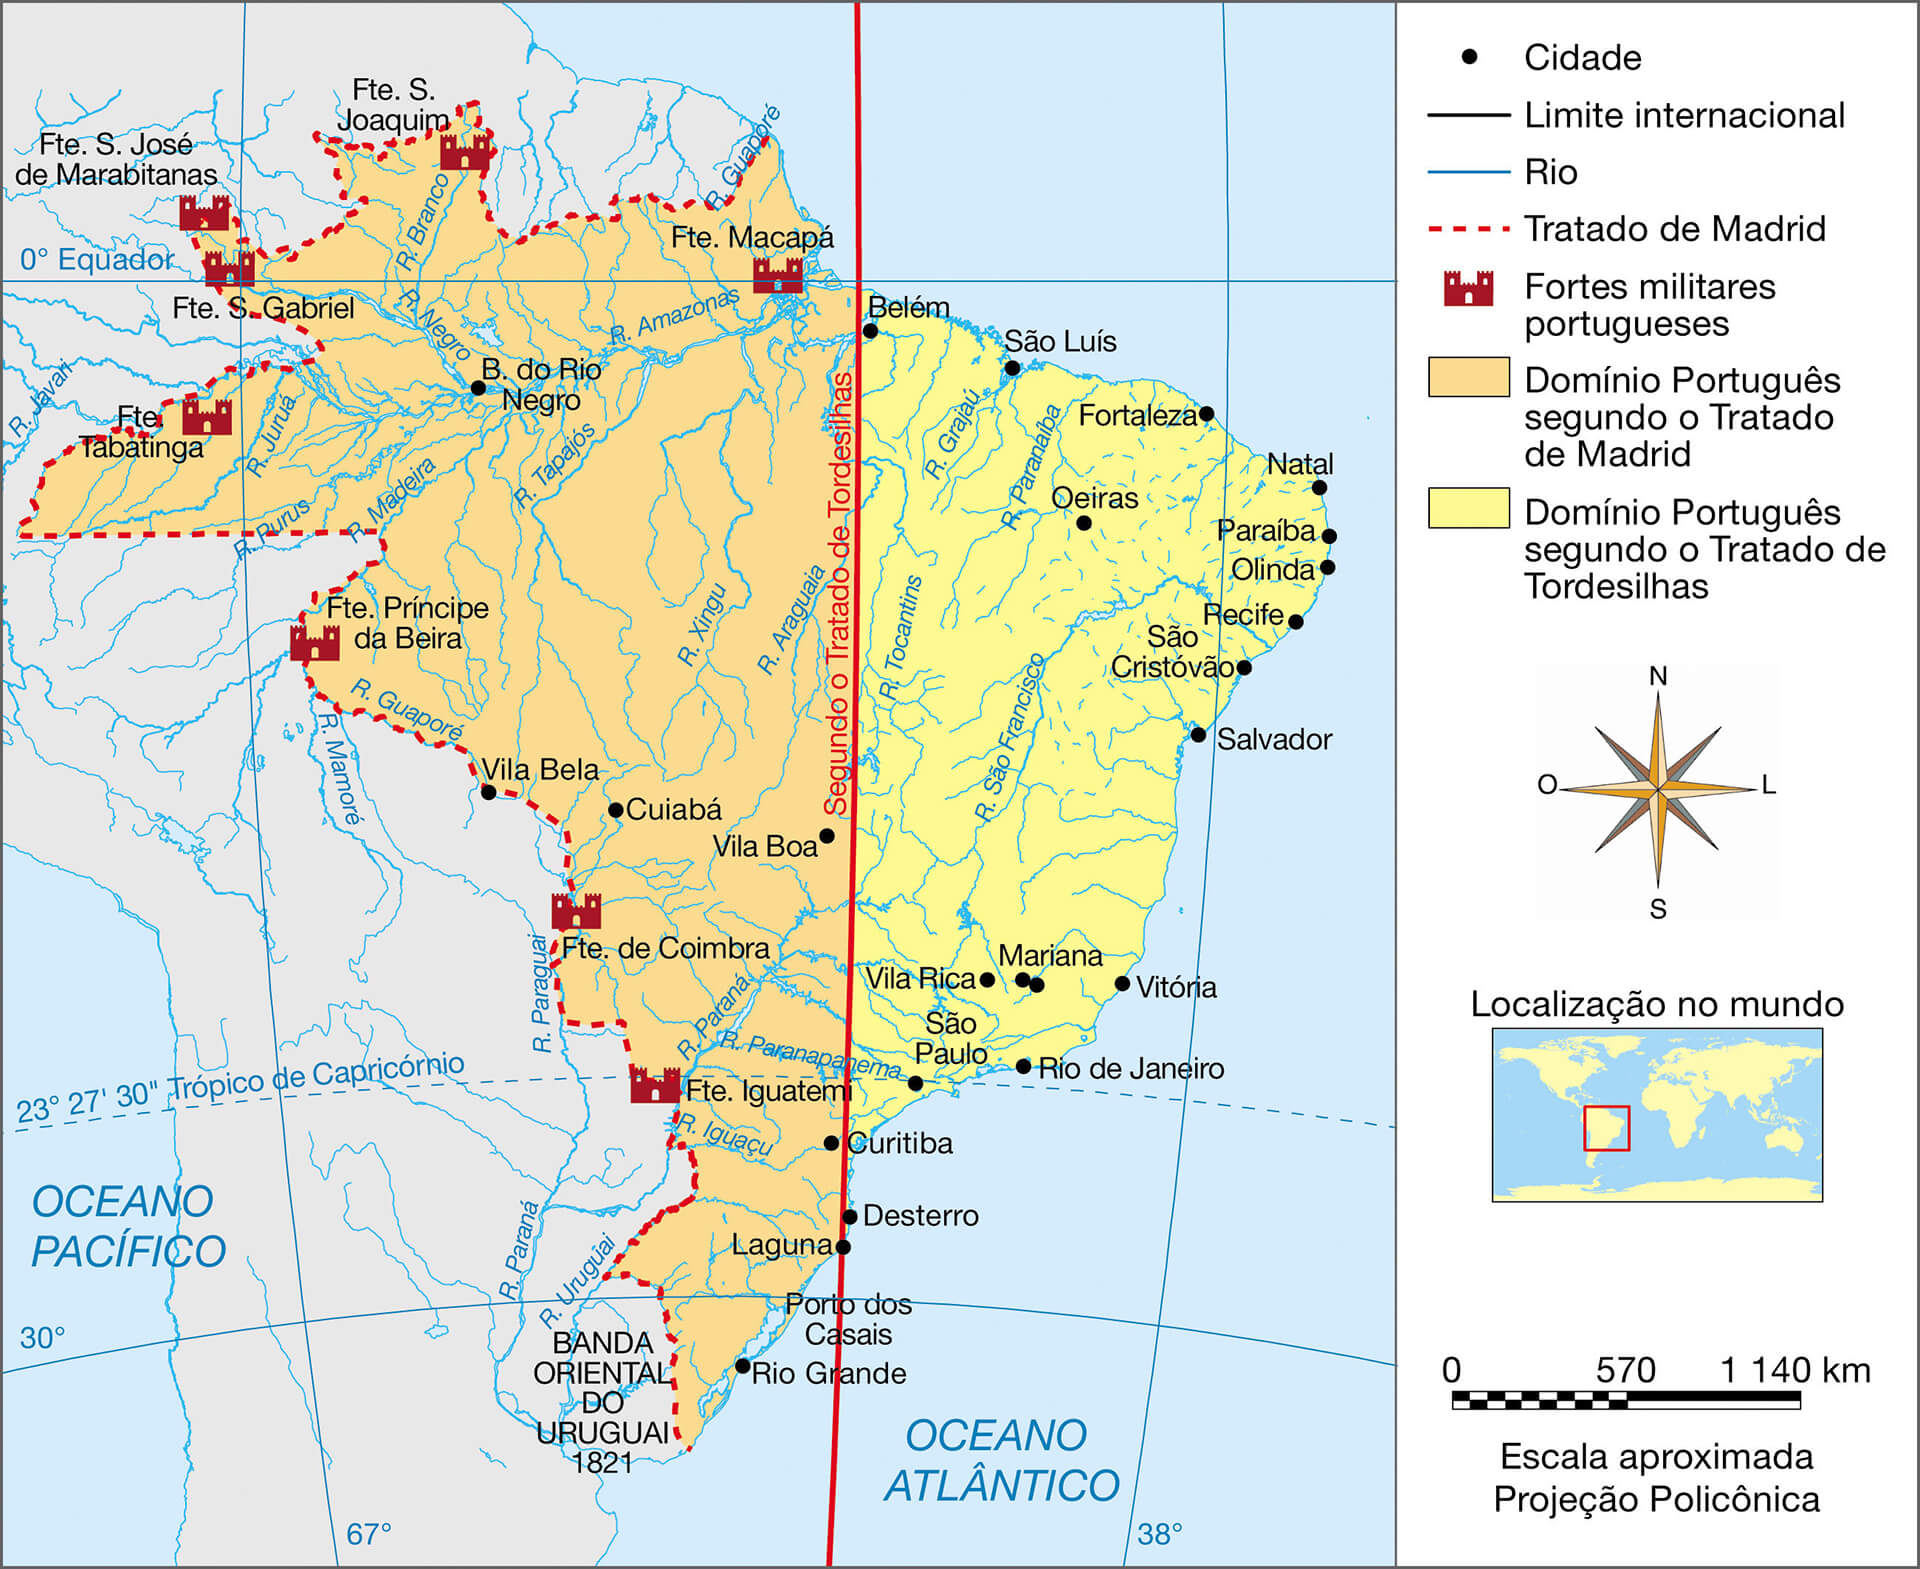 Fte. S.
Joaquim
Fte. S. José
de Marabitanas
R. Guaporé
R. Branco
0° Equador
Fte. Macapá
Fte. S. Gabriel
R. Negro
R. Amazonas
Belém
São Luís
R. Javari
B. do Rio
Negro
Fte.
Tabatinga
R. Juruá
R. Tapajós
R. Grajaú
R. Paranaíba
Fortaleza
Natal
Oeiras
R. Purus
R. Madeira
Paraíba
Olinda
Recife
São
Cristóvão
Salvador
Fte. Príncipe
da Beira
R. Xingu
R. Araguaia
R. Tocantins
Segundo o Tratado de Tordesilhas
R. São Francisco
R. Guaporé
R. Mamoré
Vila Bela
Cuiabá
Vila Boa
Fte. de Coimbra
R. Paraguai
Mariana
Vila Rica
Vitória
R. Paraná
R. Paranapanema
São
Paulo
Rio de Janeiro
23° 27' 30" Trópico de Capricórnio
Fte. Iguatemi
R. Iguaçu
Curitiba
OCEANO
PACÍFICO
R. Paraná
R. Uruguai
Desterro
Laguna
Porto dos
Casais
30°
BANDA
ORIENTAL
DO
URUGUAI
1821
Rio Grande
OCEANO
ATLÂNTICO
67°
38°
Cidade
Limite internacional
Rio
Tratado de Madrid
Fortes militares
portugueses
Domínio Português
segundo o Tratado
de Madrid
Domínio Português
segundo o Tratado de
Tordesilhas
N
O
L
S
Localização no mundo
0 570 1 140 km
Escala aproximada
Projeção Policônica